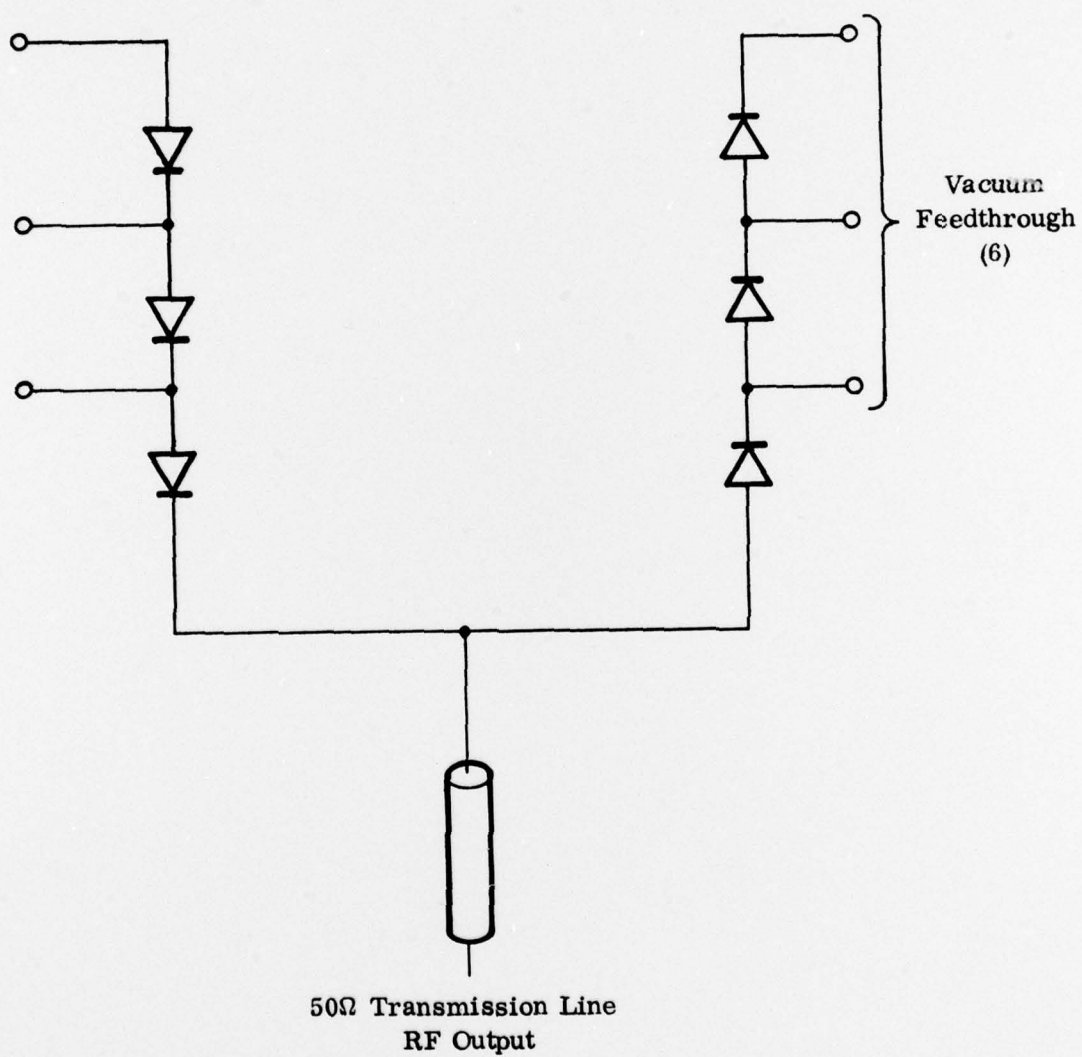 Vacuum
Feedthrough
(6)
50Ω Transmission Line
RF Output